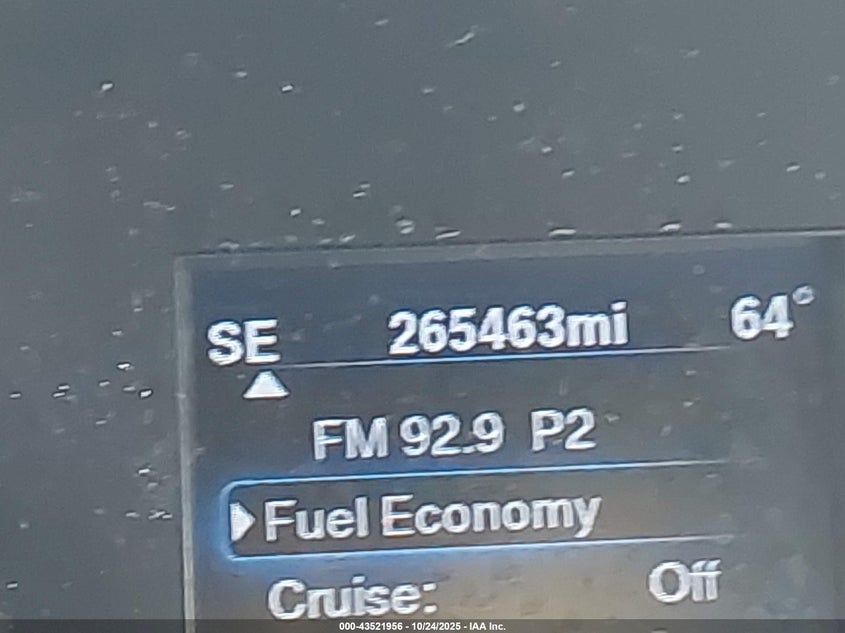 SE 265463mi 64°
FM 92.9 P2
Fuel Economy
Cruise: Off
000-43521956 - 10/24/2025 - IAA Inc.